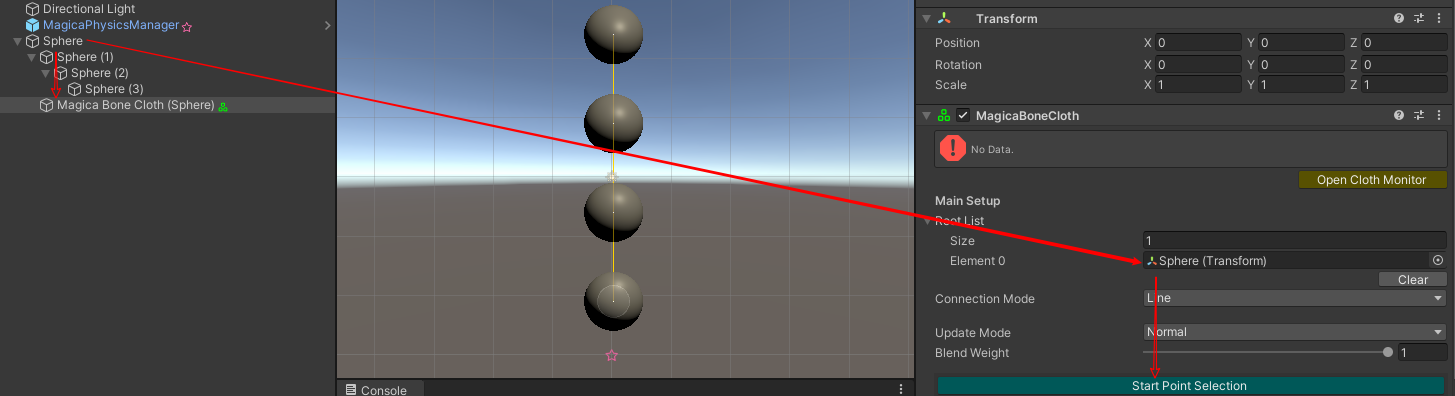 Directional Light
MagicaPhysicsManager
Sphere
Sphere (1)
Sphere (2)
Sphere (3)
Magica Bone Cloth (Sphere)
Console
Transform
Position X 0 Y 0 Z 0
Rotation X 0 Y 0 Z 0
Scale X 1 Y 1 Z 1
MagicaBoneCloth
No Data.
Open Cloth Monitor
Main Setup
Root List
Size 1
Element 0 Sphere (Transform)
Clear
Connection Mode Line
Update Mode Normal
Blend Weight 1
Start Point Selection